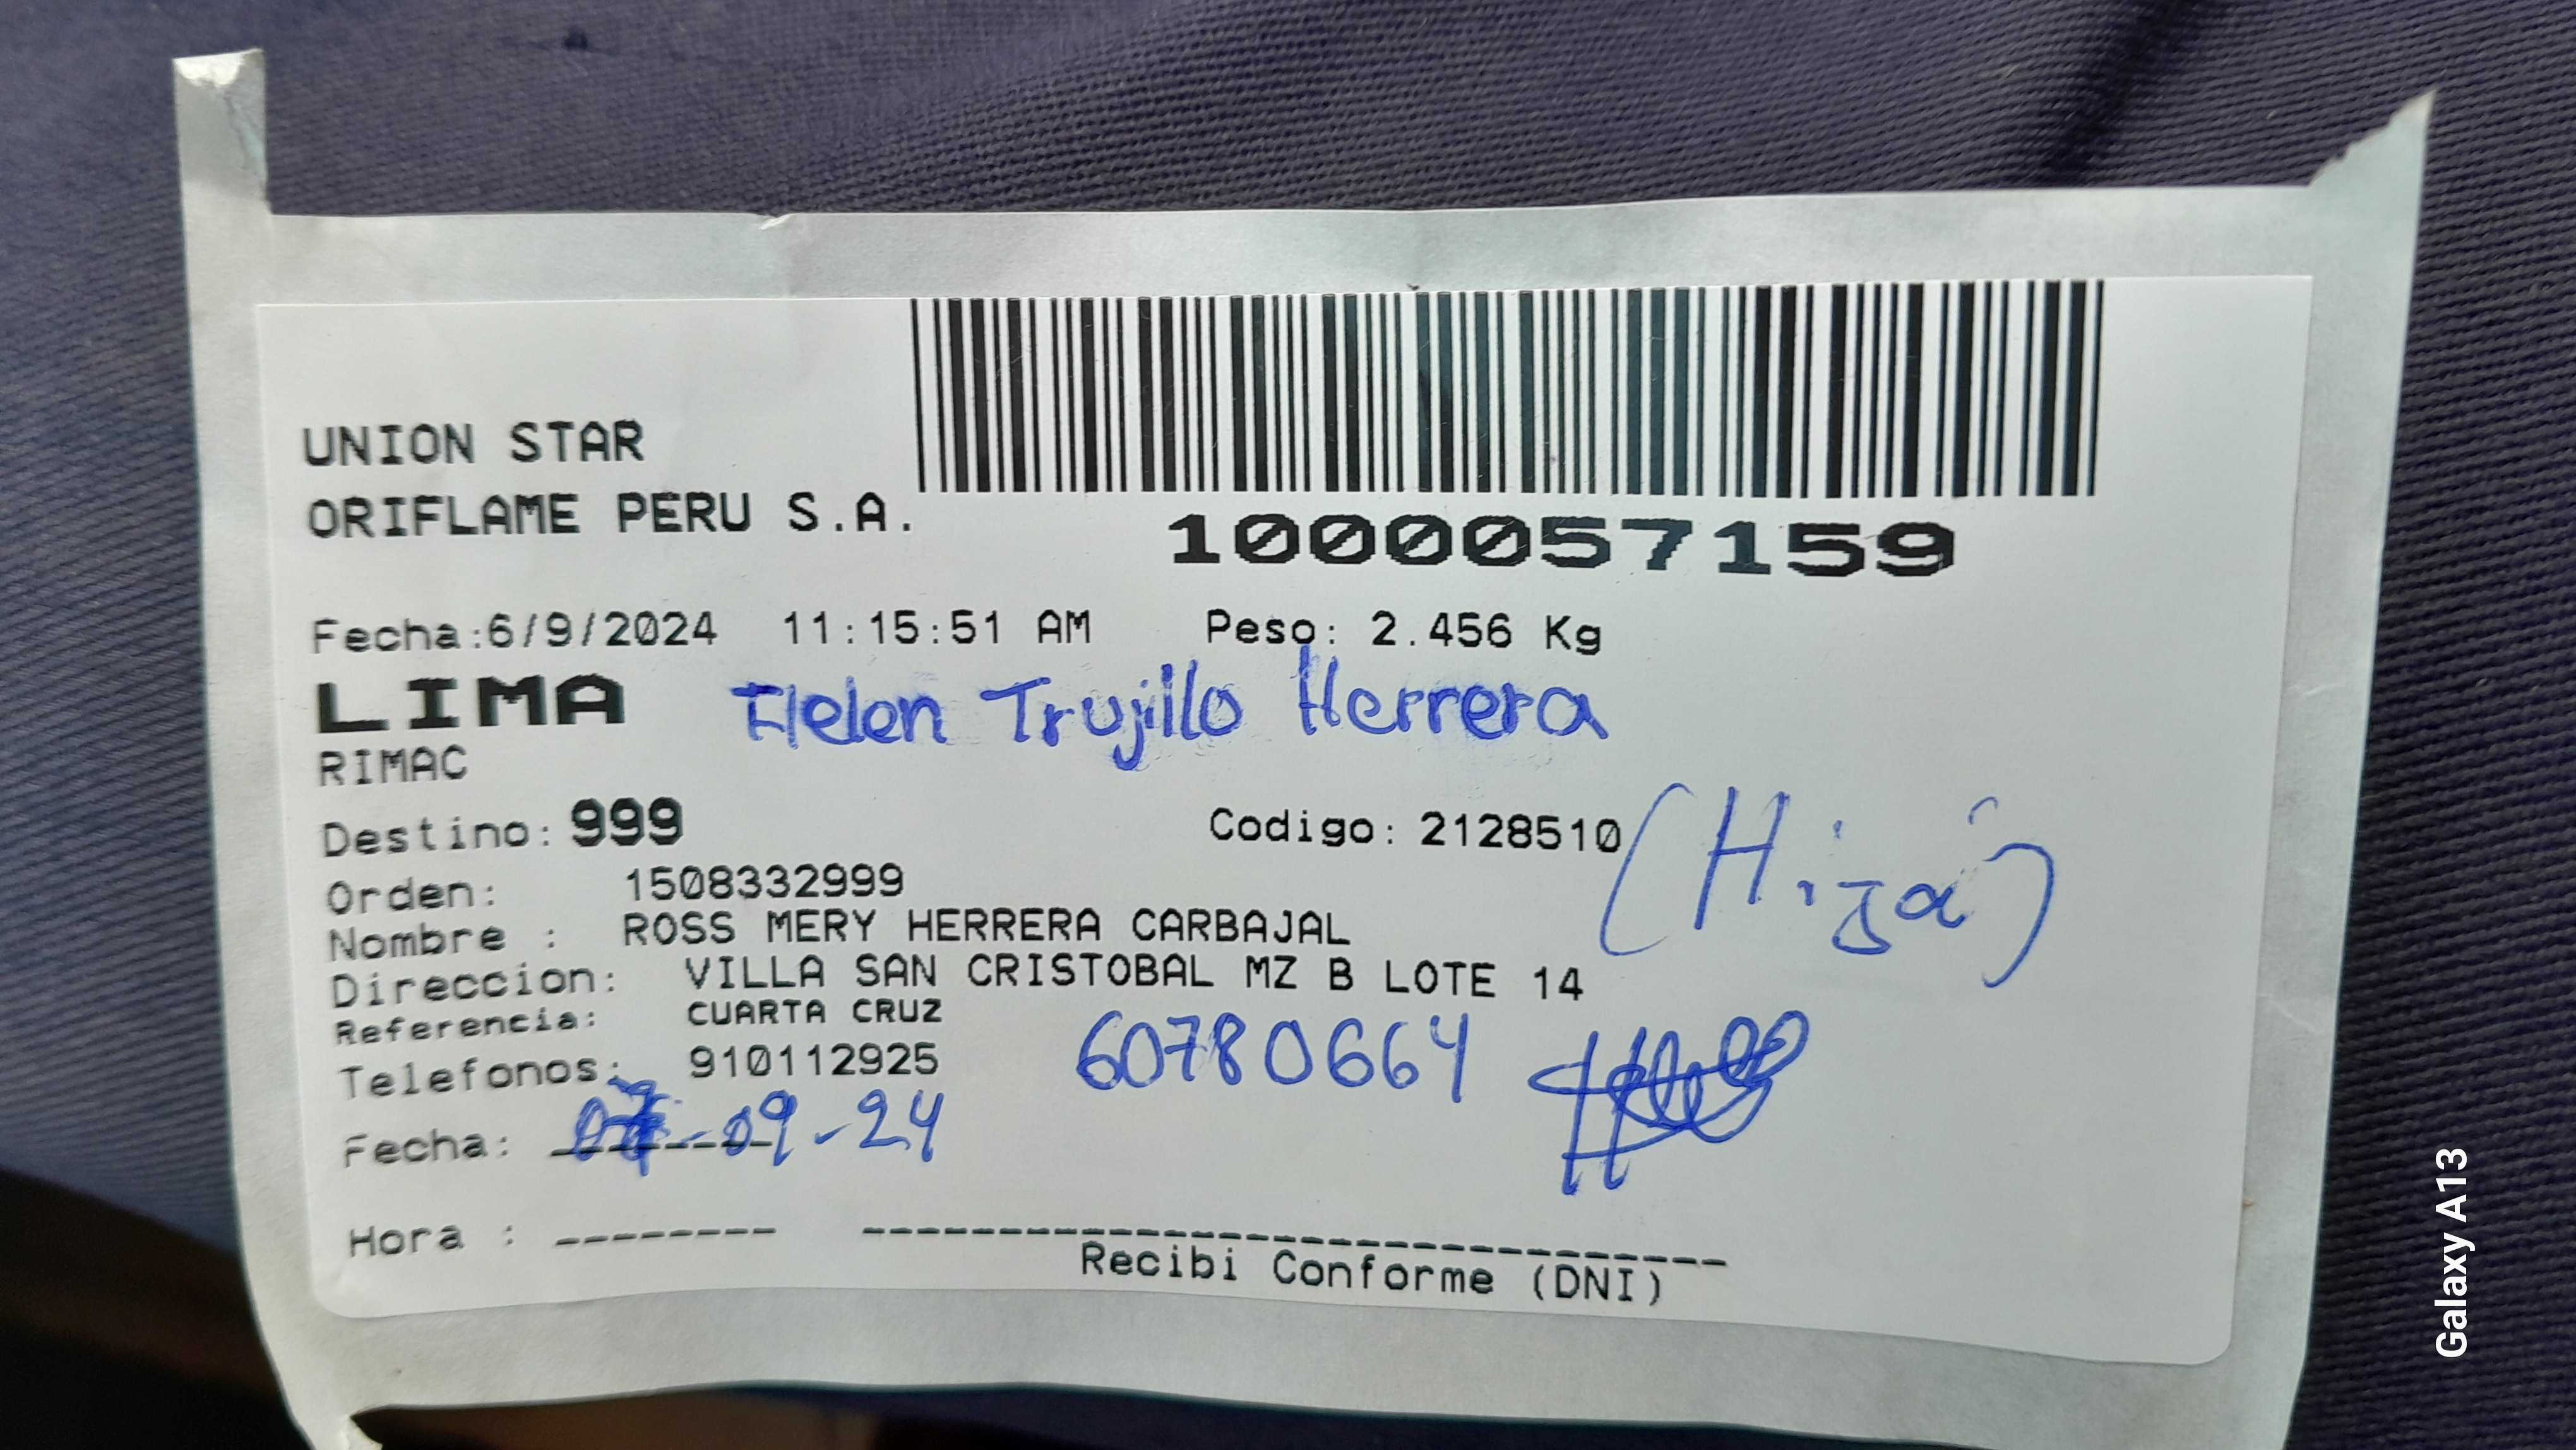 UNION STAR
ORIFLAME PERU S.A.
1000057159
Fecha:6/9/2024 11:15:51 AM Peso: 2.456 Kg
LIMA Helen Trujillo Herrera
RIMAC
Destino: 999 Codigo: 2128510
(Hija)
Orden: 1508332999
Nombre : ROSS MERY HERRERA CARBAJAL
Direccion: VILLA SAN CRISTOBAL MZ B LOTE 14
Referencia: CUARTA CRUZ
Telefonos: 910112925 60780664
Fecha: 07-09-24
Hora :
Recibi Conforme (DNI)
Galaxy A13